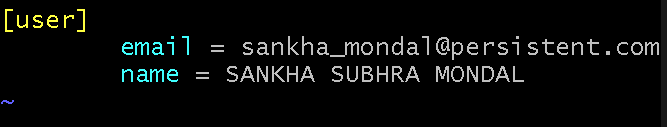 [user]
email = sankha_mondal@persistent.com
name = SANKHA SUBHRA MONDAL
~